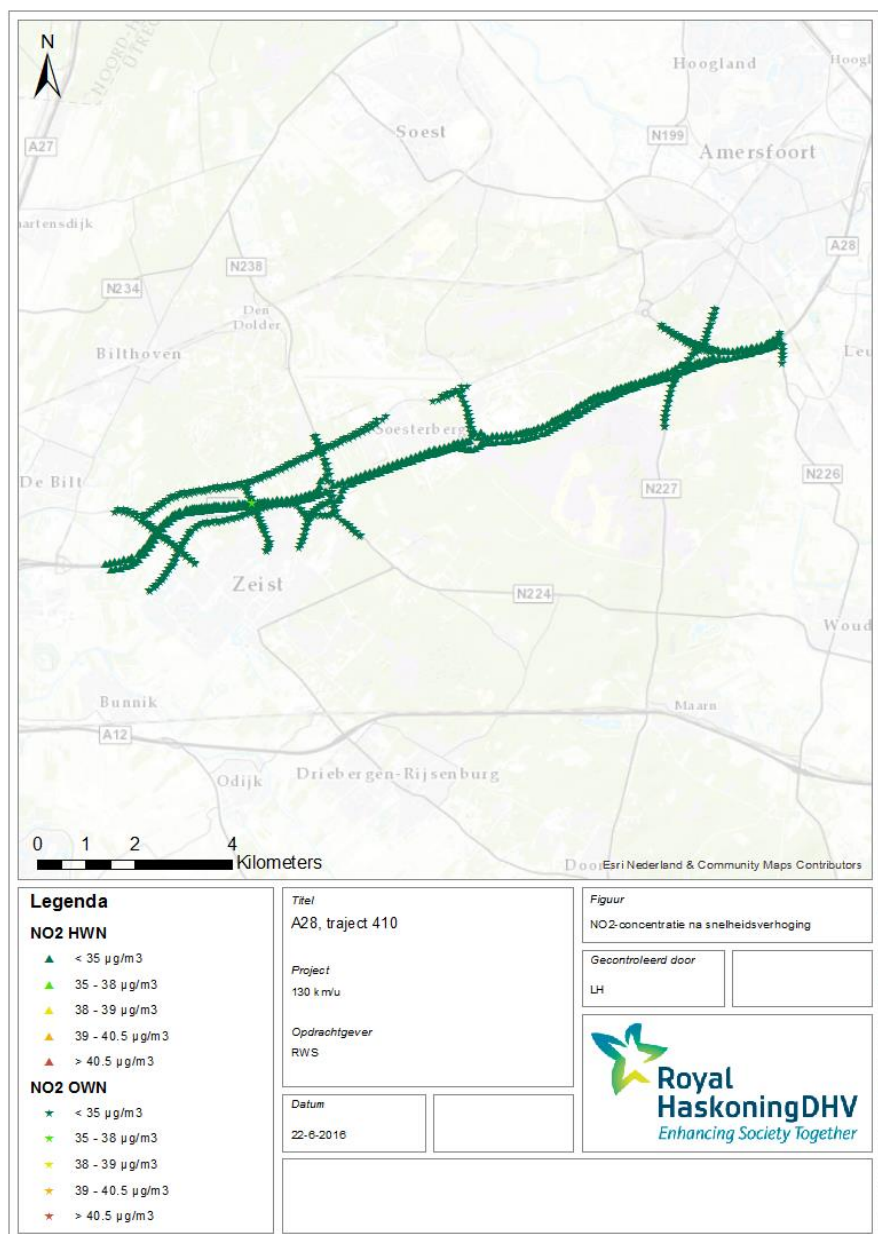 N
NOORD-H
UTREC
Hoogland
Hoogl
Soest
N199
A27
Amersfoort
aartensdijk
A28
N238
N234
Den
Dolder
Bilthoven
Leu
Soesterberg
De Bilt
N226
N227
Zeist
N224
Woud
Bunnik
Maarn
A12
Odijk
Driebergen-Rijsenburg
0 1 2 4
Kilometers
Door
Esri Nederland & Community Maps Contributors
Legenda
NO2 HWN
< 35 µg/m3
35 - 38 µg/m3
38 - 39 µg/m3
39 - 40.5 µg/m3
> 40.5 µg/m3
NO2 OWN
< 35 µg/m3
35 - 38 µg/m3
38 - 39 µg/m3
39 - 40.5 µg/m3
> 40.5 µg/m3
Titel
A28, traject 410
Project
130 km/u
Opdrachtgever
RWS
Datum
22-6-2016
Figuur
NO2-concentratie na snelheidsverhoging
Gecontroleerd door
LH
Royal
HaskoningDHV
Enhancing Society Together